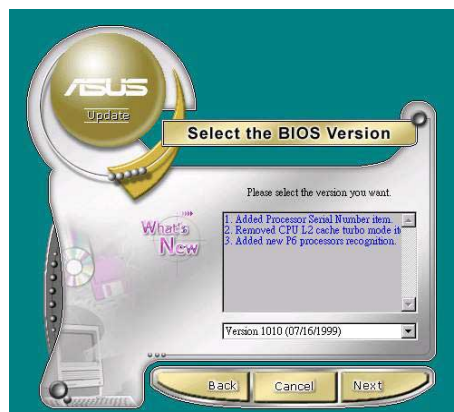 ASUS
Update
Select the BIOS Version
Please select the version you want.
What's
New
1. Added Processor Serial Number item.
2. Removed CPU L2 cache turbo mode it
3. Added new P6 processors recognition.
Version 1010 (07/16/1999)
Back
Cancel
Next